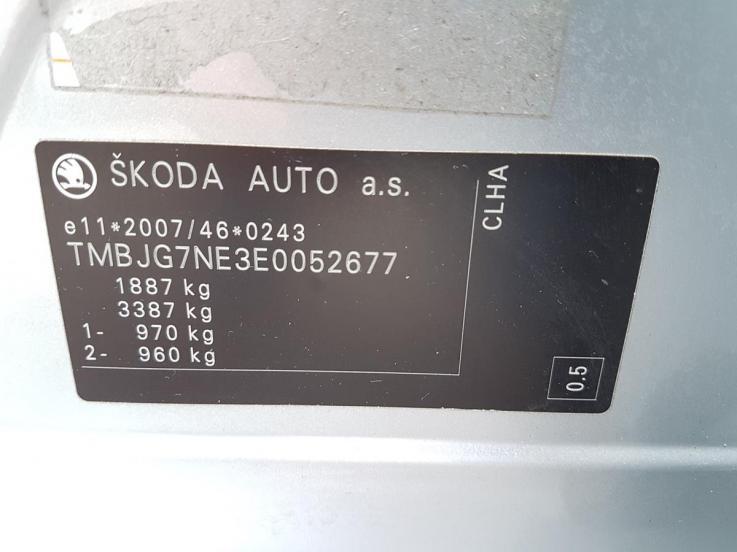 ŠKODA AUTO a.s.
e11*2007/46*0243
TMBJG7NE3E0052677
1887 kg
3387 kg
1- 970 kg
2- 960 kg
CLHA
0.5